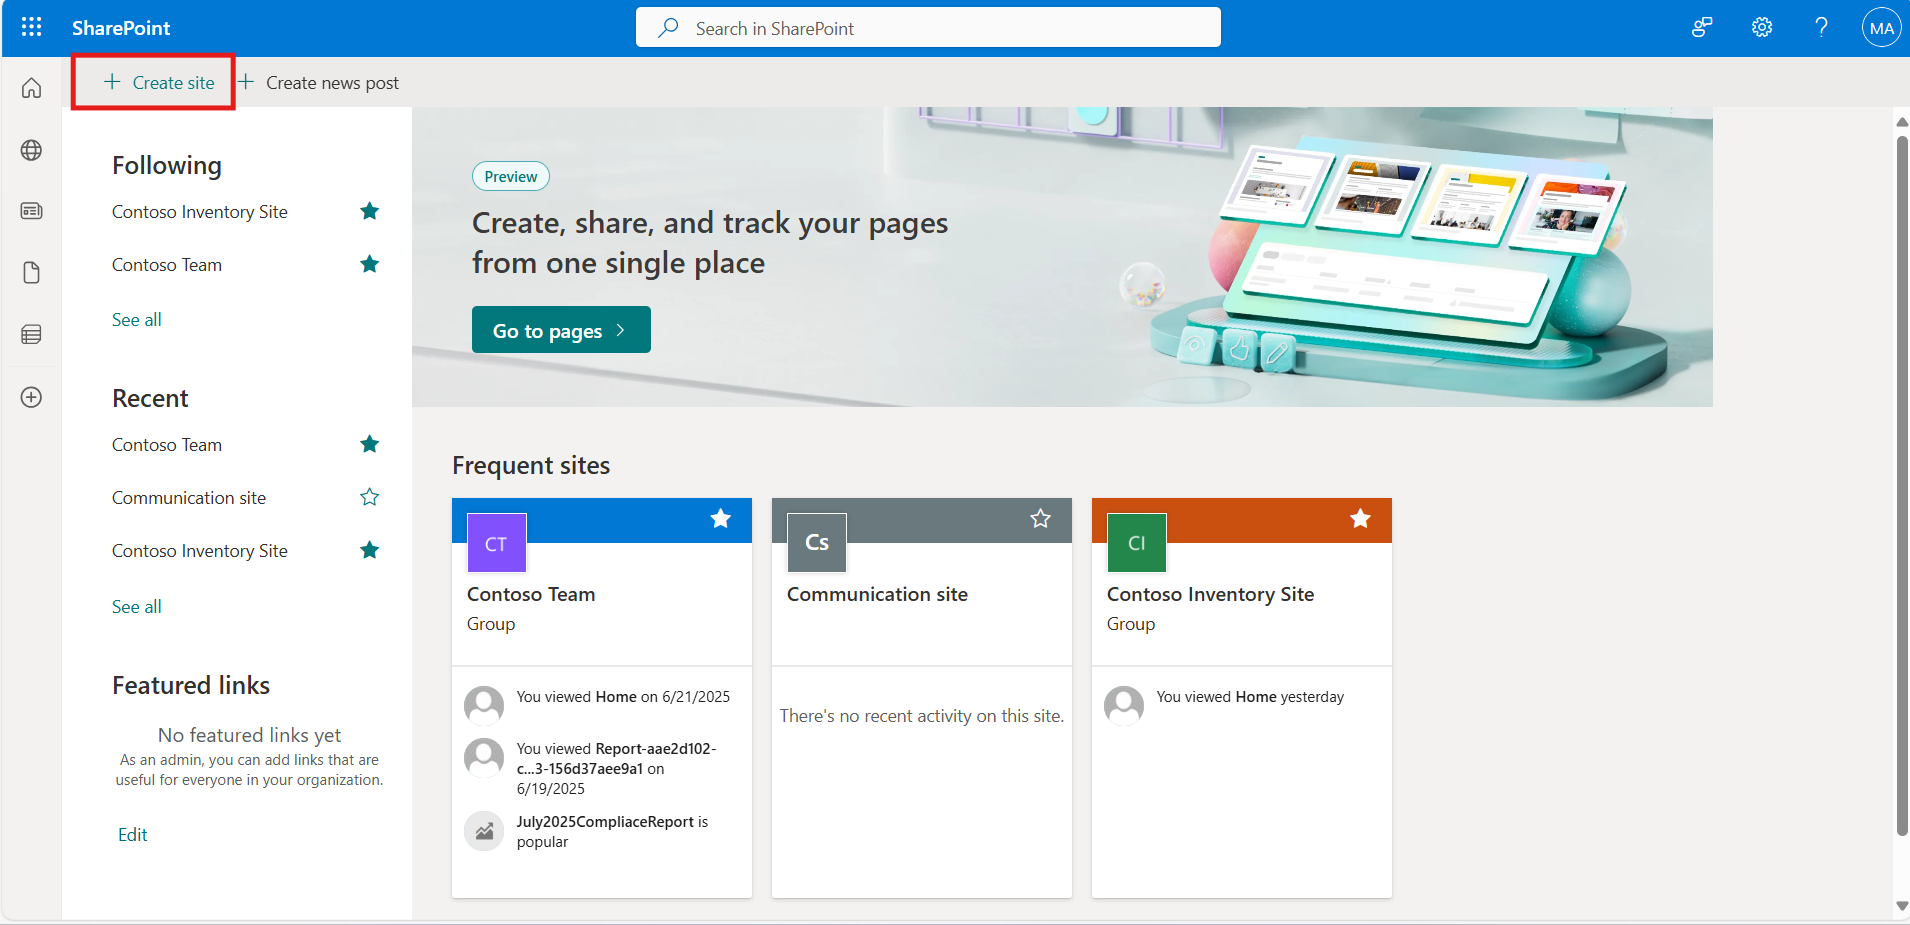 SharePoint
Search in SharePoint
MA
Create site
Create news post
Following
Contoso Inventory Site
Contoso Team
See all
Recent
Contoso Team
Communication site
Contoso Inventory Site
See all
Featured links
No featured links yet
As an admin, you can add links that are
useful for everyone in your organization.
Edit
Preview
Create, share, and track your pages
from one single place
Go to pages
Frequent sites
CT
Contoso Team
Group
You viewed Home on 6/21/2025
You viewed Report-aae2d102-
c...3-156d37aee9a1 on
6/19/2025
July2025CompliaceReport is
popular
Cs
Communication site
There's no recent activity on this site.
CI
Contoso Inventory Site
Group
You viewed Home yesterday